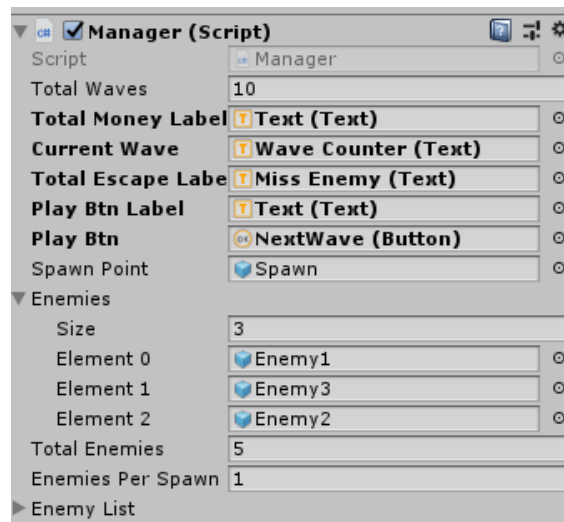 Manager (Script)
Script Manager
Total Waves 10
Total Money Label Text (Text)
Current Wave Wave Counter (Text)
Total Escape Labe Miss Enemy (Text)
Play Btn Label Text (Text)
Play Btn NextWave (Button)
Spawn Point Spawn
Enemies
Size 3
Element 0 Enemy1
Element 1 Enemy3
Element 2 Enemy2
Total Enemies 5
Enemies Per Spawn 1
Enemy List